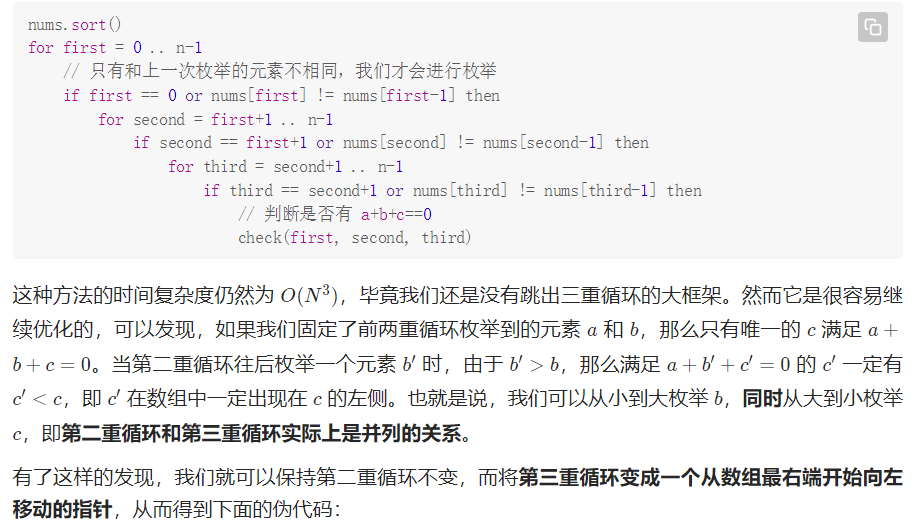 nums.sort()
for first = 0 .. n-1
    // 只有和上一次枚举的元素不相同，我们才会进行枚举
    if first == 0 or nums[first] != nums[first-1] then
        for second = first+1 .. n-1
            if second == first+1 or nums[second] != nums[second-1] then
                for third = second+1 .. n-1
                    if third == second+1 or nums[third] != nums[third-1] then
                        // 判断是否有 a+b+c==0
                        check(first, second, third)
这种方法的时间复杂度仍然为 O(N³)，毕竟我们还是没有跳出三重循环的大框架。然而它是很容易继
续优化的，可以发现，如果我们固定了前两重循环枚举到的元素 a 和 b，那么只有唯一的 c 满足 a +
b + c = 0。当第二重循环往后枚举一个元素 b′ 时，由于 b′ > b，那么满足 a + b′ + c′ = 0 的 c′ 一定有
c′ < c，即 c′ 在数组中一定出现在 c 的左侧。也就是说，我们可以从小到大枚举 b，同时从大到小枚举
c，即第二重循环和第三重循环实际上是并列的关系。
有了这样的发现，我们就可以保持第二重循环不变，而将第三重循环变成一个从数组最右端开始向左
移动的指针，从而得到下面的伪代码：